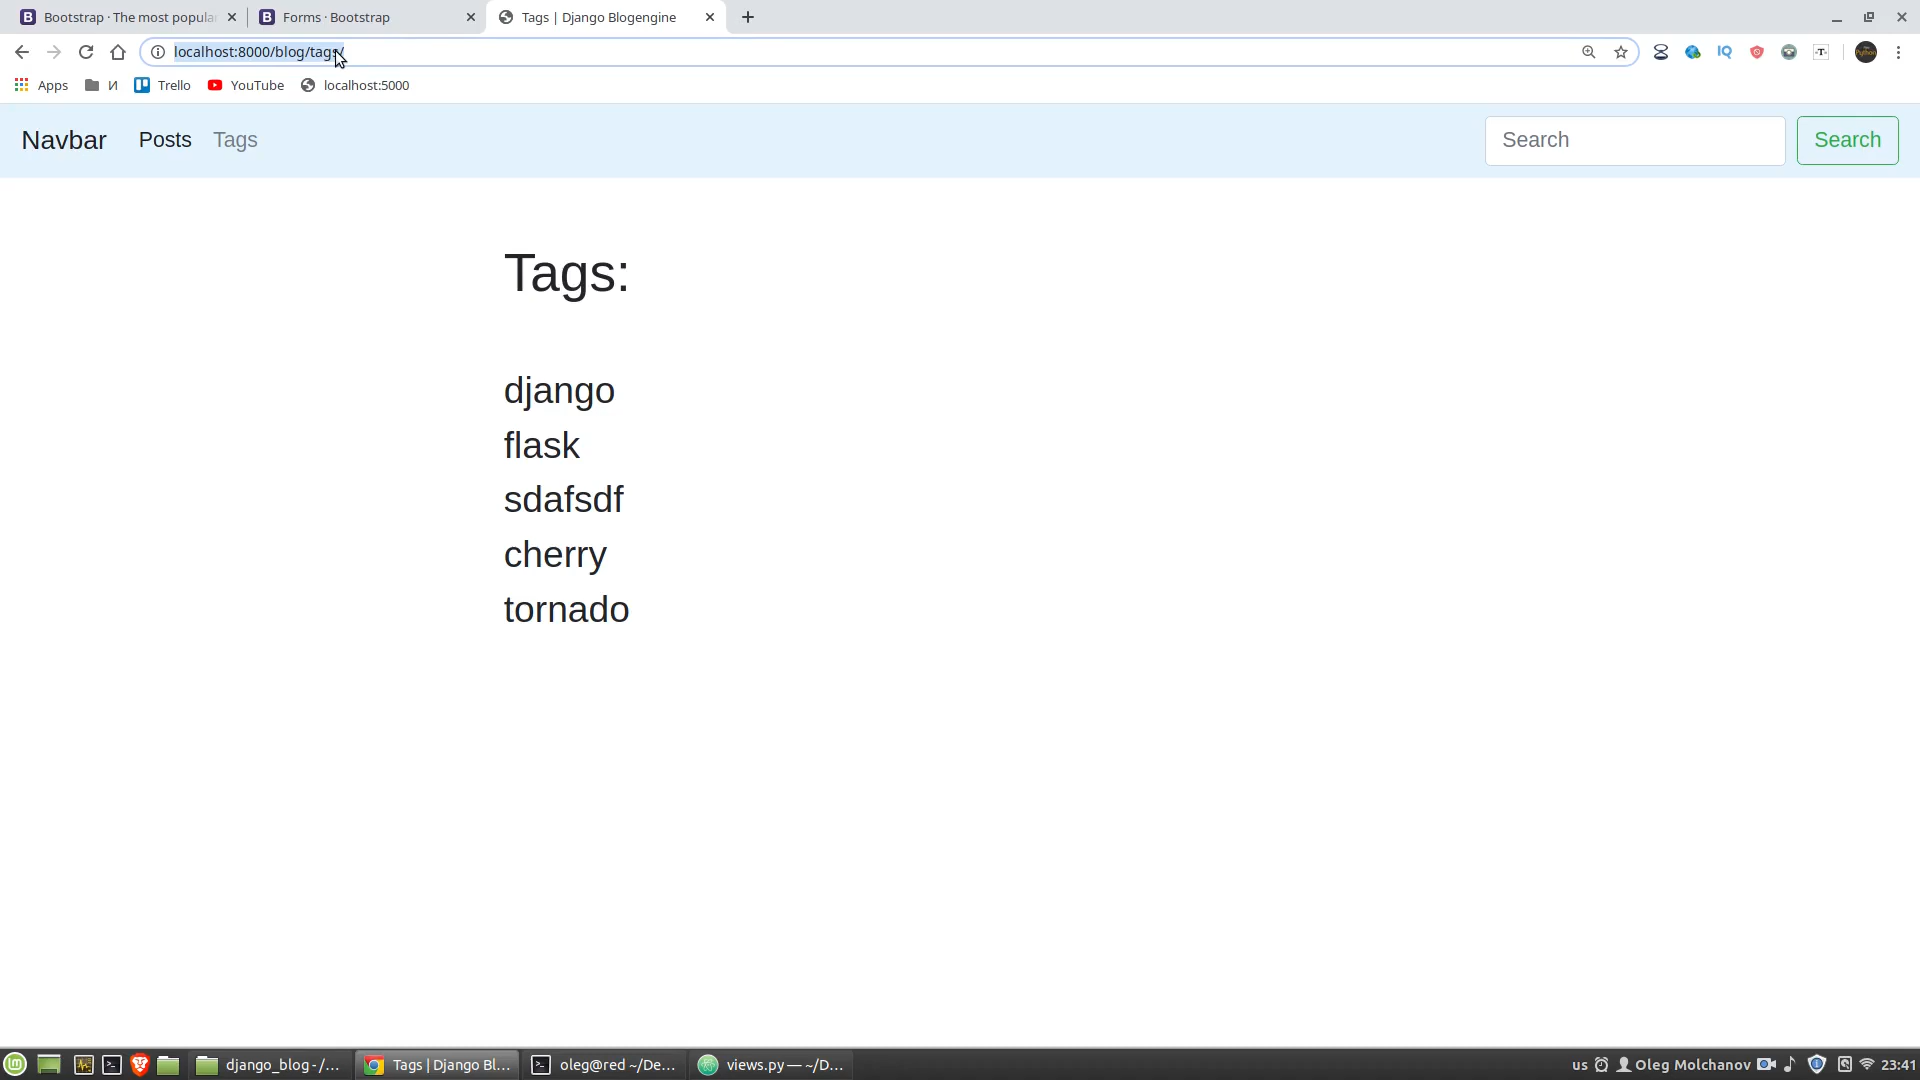 Bootstrap · The most popula
Forms · Bootstrap
Tags | Django Blogengine
localhost:8000/blog/tags/
IQ
-T-
Apps
И
Trello
YouTube
localhost:5000
Navbar
Posts
Tags
Search
Search
Tags:
django
flask
sdafsdf
cherry
tornado
django_blog - /...
Tags | Django Bl...
oleg@red ~/De...
views.py — ~/D...
us
Oleg Molchanov
23:41